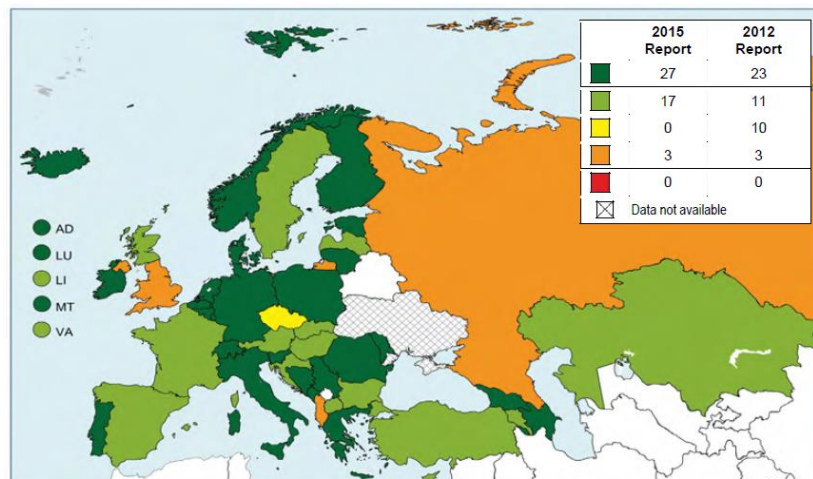 2015 2012
Report Report
27 23
17 11
0 10
3 3
0 0
Data not available
AD
LU
LI
MT
VA